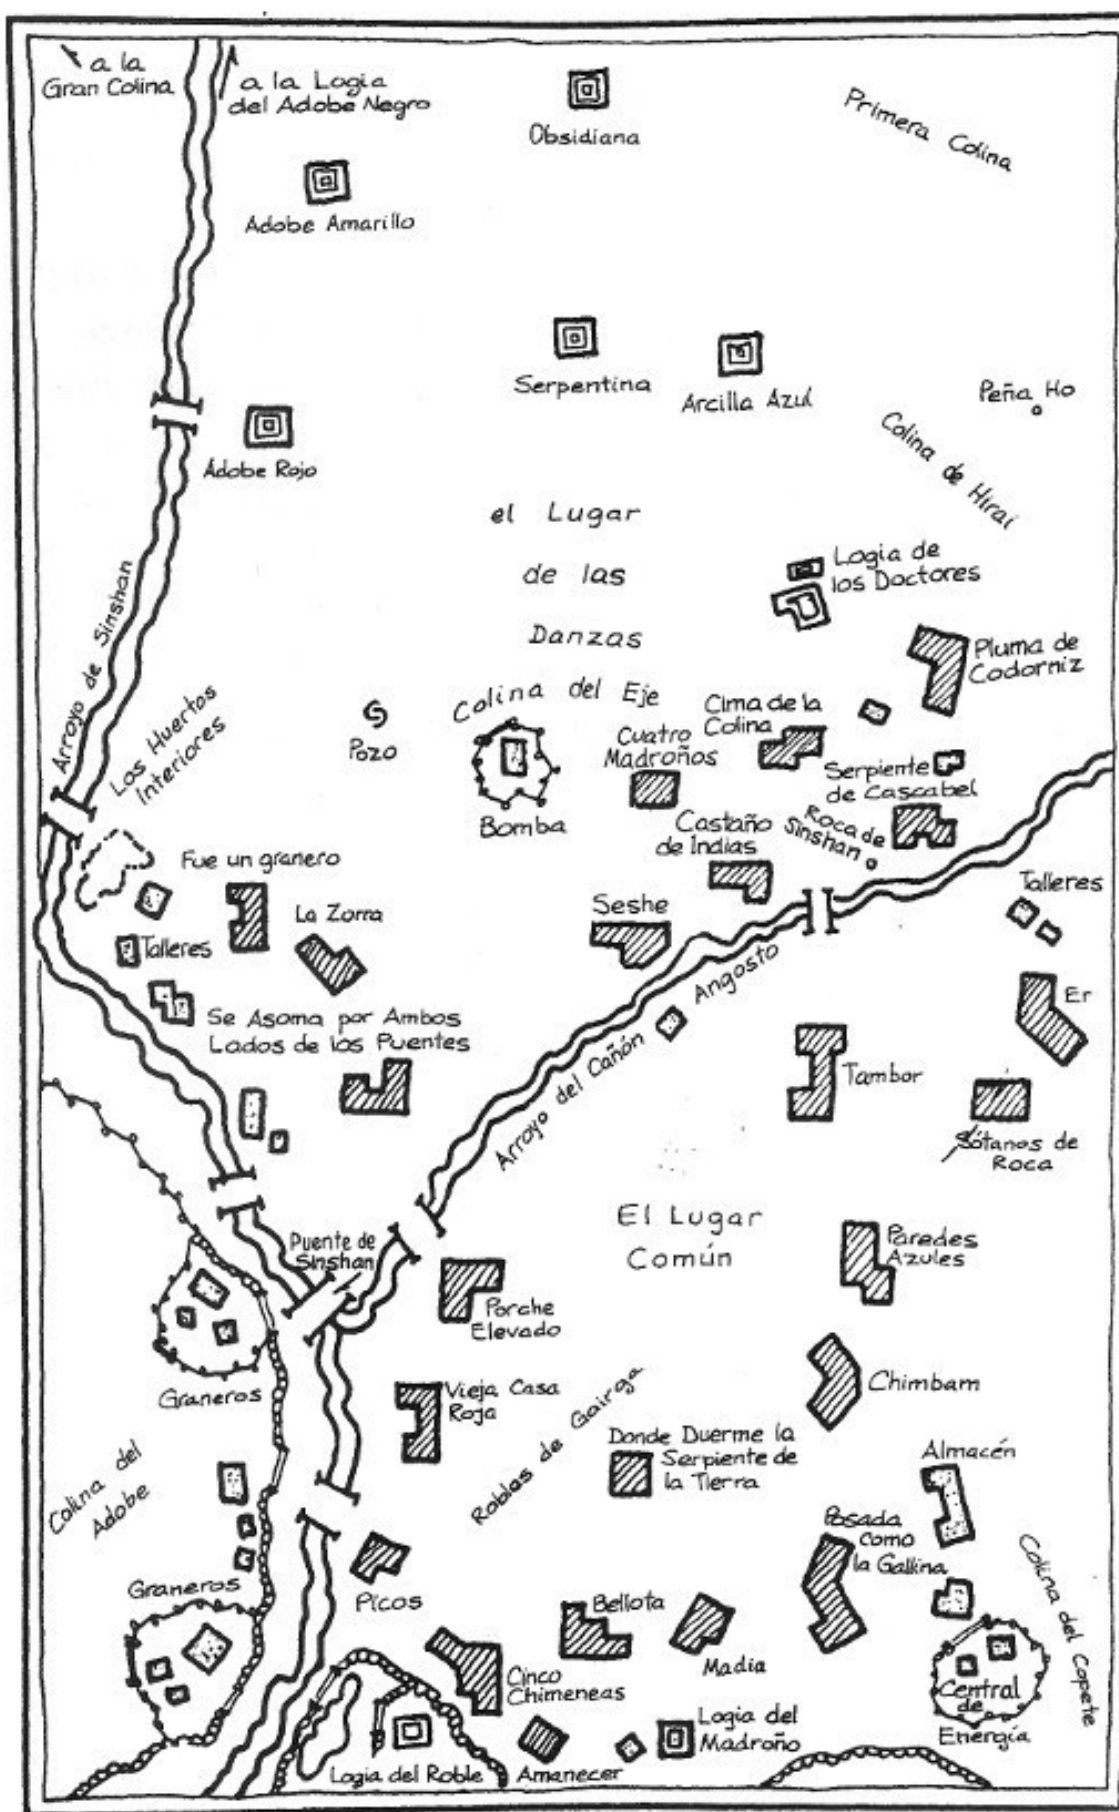 a la
Gran Colina
a la Logia
del Adobe Negro
Obsidiana
Primera Colina
Adobe Amarillo
Serpentina
Arcilla Azul
Peña Ho
Colina de Hirai
Adobe Rojo
el Lugar
de las
Danzas
Logia de
los Doctores
Arroyo de Sinshan
Pluma de
Codorniz
Los Huertos
Interiores
Pozo
Colina del Eje
Bomba
Cuatro
Madroños
Cima de la
Colina
Serpiente
de Cascabel
Roca de
Sinshan
Castaño
de Indias
Fue un granero
La Zorra
Seshe
Talleres
Talleres
Er
Se Asoma por Ambos
Lados de los Puentes
Arroyo del Cañón Angosto
Tambor
Sótanos de
Roca
El Lugar
Común
Puente de
Sinshan
Paredes
Azules
Porche
Elevado
Graneros
Vieja Casa
Roja
Robles de Gairga
Chimbam
Donde Duerme la
Serpiente de
la Tierra
Almacén
Colina del
Adobe
Posada
como
la Gallina
Colina del Copete
Graneros
Picos
Bellota
Madia
Cinco
Chimeneas
Central
de
Energía
Logia del
Madroño
Logia del Roble
Amanecer